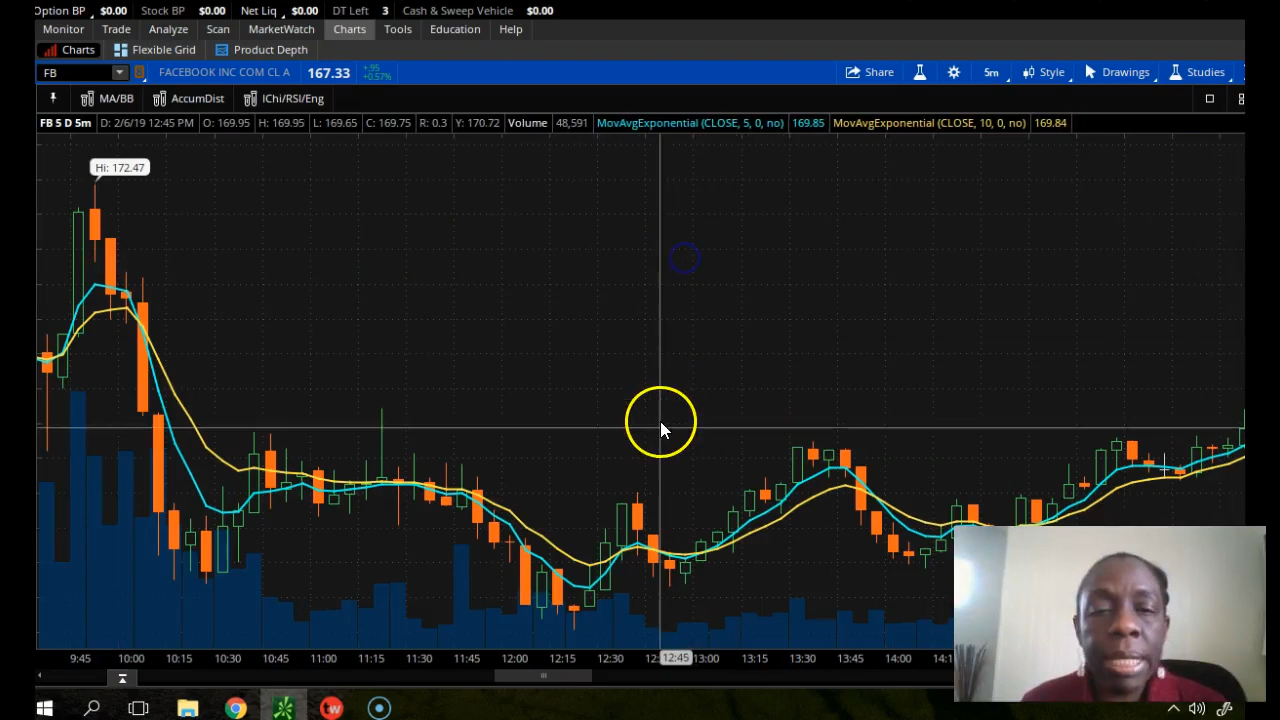 Option BP $0.00 Stock BP $0.00 Net Liq $0.00 DT Left 3 Cash & Sweep Vehicle $0.00
Monitor Trade Analyze Scan MarketWatch Charts Tools Education Help
Charts Flexible Grid Product Depth
FB FACEBOOK INC COM CL A 167.33 +.95 +0.57% Share 5m Style Drawings Studies
MA/BB AccumDist IChi/RSI/Eng
FB 5 D 5m D: 2/6/19 12:45 PM O: 169.95 H: 169.95 L: 169.65 C: 169.75 R: 0.3 Y: 170.72 Volume 48,591 MovAvgExponential (CLOSE, 5, 0, no) 169.85 MovAvgExponential (CLOSE, 10, 0, no) 169.84
Hi: 172.47
9:45 10:00 10:15 10:30 10:45 11:00 11:15 11:30 11:45 12:00 12:15 12:30 12:45 13:00 13:15 13:30 13:45 14:00